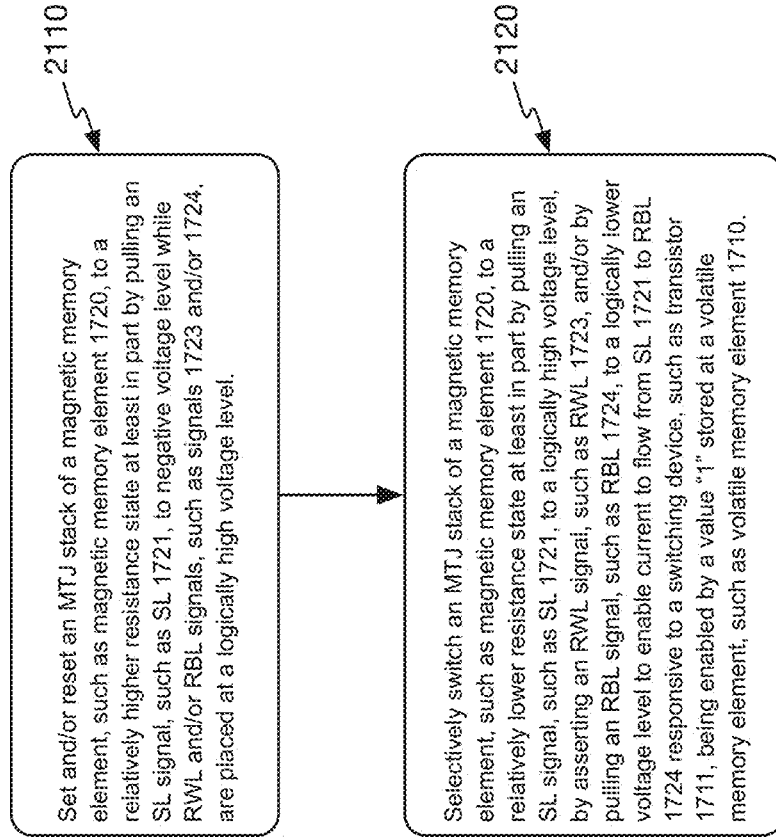 2110
Set and/or reset an MTJ stack of a magnetic memory
element, such as magnetic memory element 1720, to a
relatively higher resistance state at least in part by pulling an
SL signal, such as SL 1721, to negative voltage level while
RWL and/or RBL signals, such as signals 1723 and/or 1724,
are placed at a logically high voltage level.
2120
Selectively switch an MTJ stack of a magnetic memory
element, such as magnetic memory element 1720, to a
relatively lower resistance state at least in part by pulling an
SL signal, such as SL 1721, to a logically high voltage level,
by asserting an RWL signal, such as RWL 1723, and/or by
pulling an RBL signal, such as RBL 1724, to a logically lower
voltage level to enable current to flow from SL 1721 to RBL
1724 responsive to a switching device, such as transistor
1711, being enabled by a value "1" stored at a volatile
memory element, such as volatile memory element 1710.